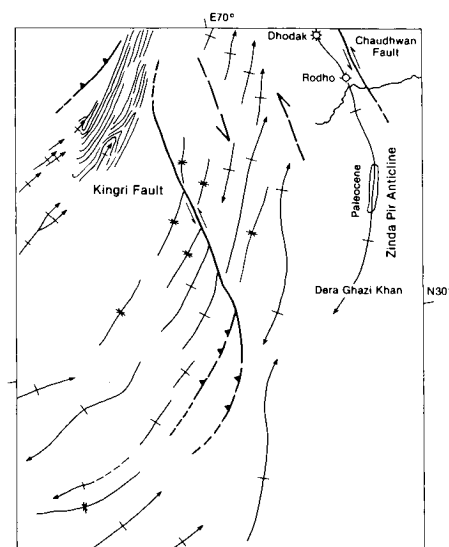 E70°
Dhodak
Chaudhwan
Fault
Rodho
Kingri Fault
Paleocene
Zinda Pir Anticline
Dera Ghazi Khan
N30°